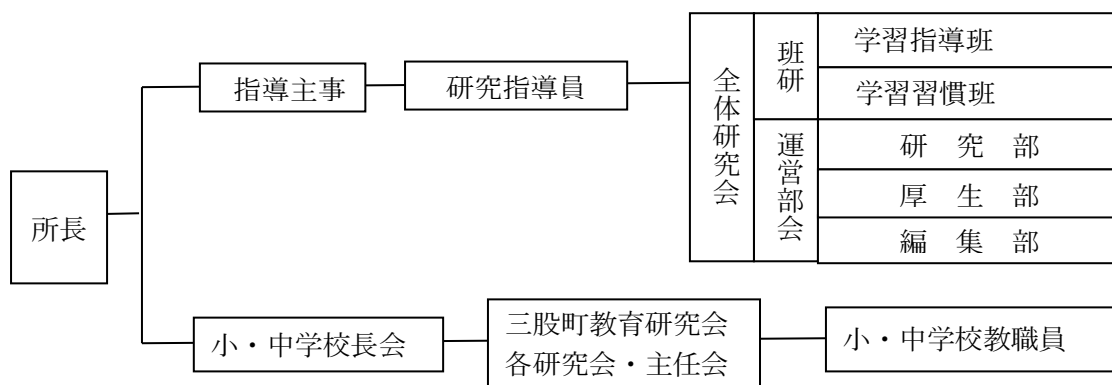 所長
指導主事
研究指導員
全体研究会
班研
学習指導班
学習習慣班
運営部会
研 究 部
厚 生 部
編 集 部
小・中学校長会
三股町教育研究会
各研究会・主任会
小・中学校教職員